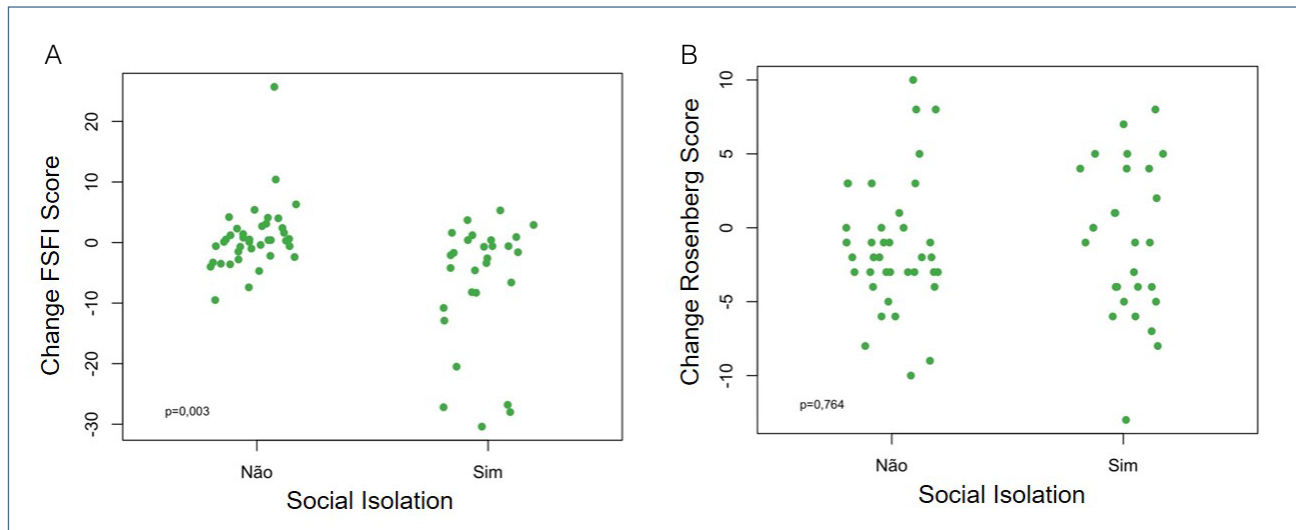 A
Change FSFI Score
20
10
0
-10
-20
-30
p=0,003
Não
Sim
Social Isolation
B
Change Rosenberg Score
10
5
0
-5
-10
p=0,764
Não
Sim
Social Isolation